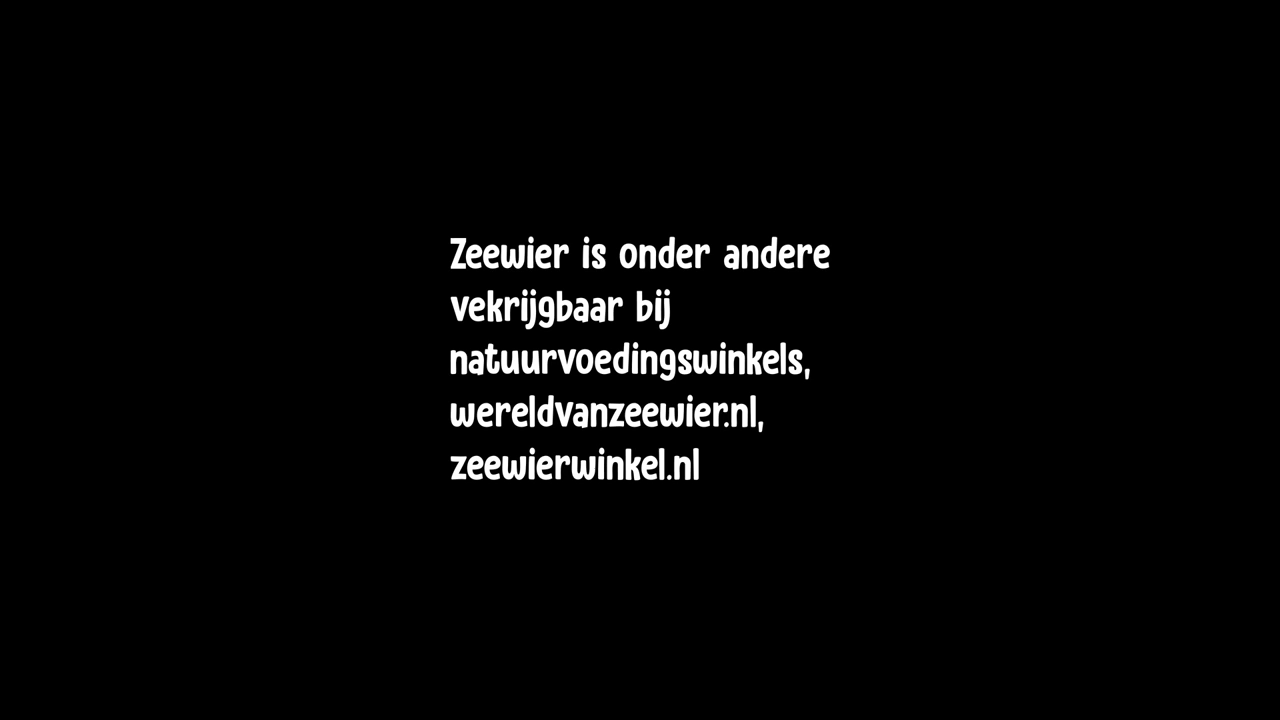 Zeewier is onder andere
vekrijgbaar bij
natuurvoedingswinkels,
wereldvanzeewier.nl,
zeewierwinkel.nl